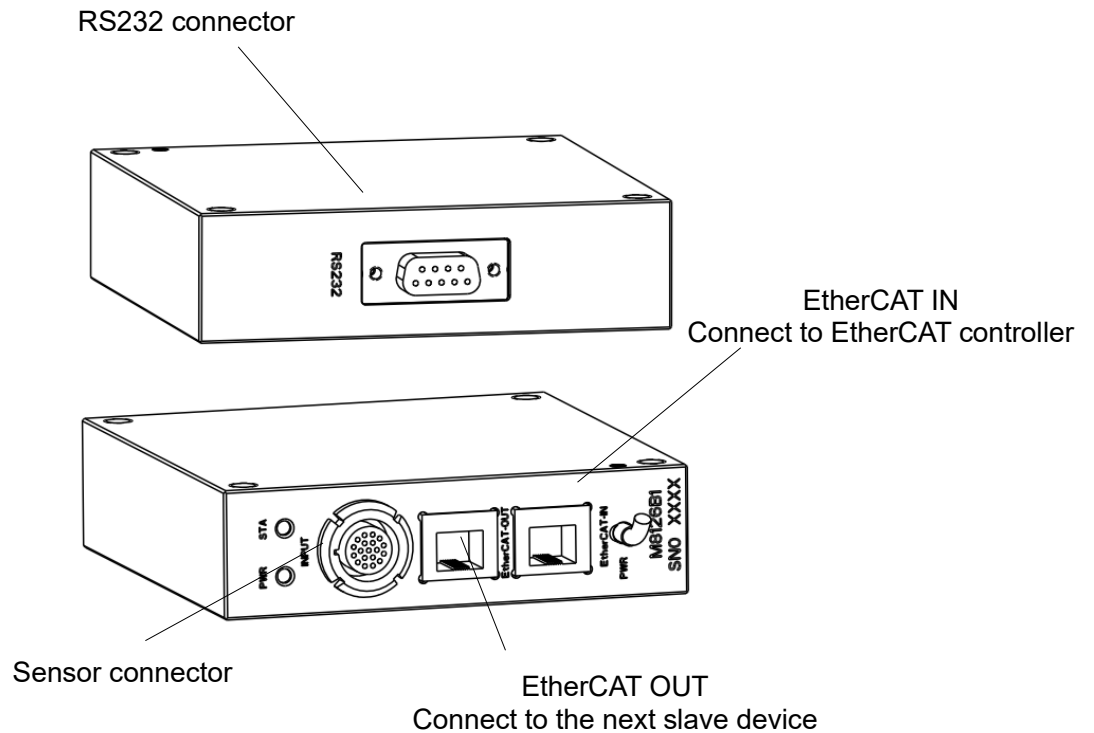 RS232 connector
RS232
EtherCAT IN
Connect to EtherCAT controller
STA
PWR
INPUT
EtherCAT-OUT
EtherCAT-IN
PWR
M8126B1
SN0 XXXX
Sensor connector
EtherCAT OUT
Connect to the next slave device